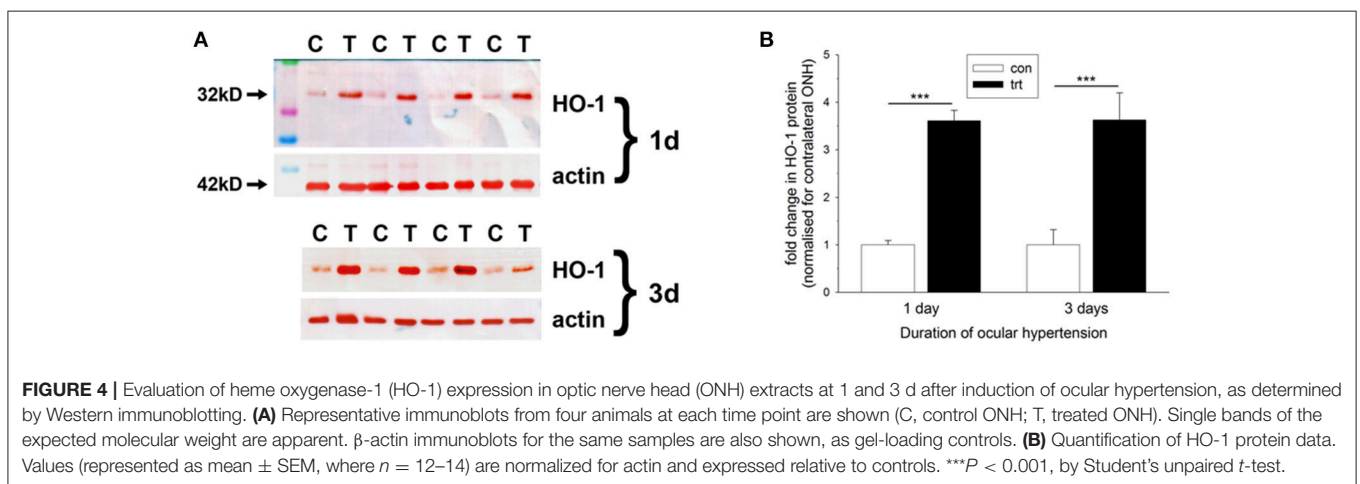 A
C T C T C T C T
32kD
HO-1
1d
42kD
actin
C T C T C T C T
HO-1
3d
actin
B
fold change in HO-1 protein
(normalised for contralateral ONH)
5
4
3
2
1
0
con
trt
***
***
1 day
3 days
Duration of ocular hypertension
FIGURE 4 | Evaluation of heme oxygenase-1 (HO-1) expression in optic nerve head (ONH) extracts at 1 and 3 d after induction of ocular hypertension, as determined
by Western immunoblotting. (A) Representative immunoblots from four animals at each time point are shown (C, control ONH; T, treated ONH). Single bands of the
expected molecular weight are apparent. β-actin immunoblots for the same samples are also shown, as gel-loading controls. (B) Quantification of HO-1 protein data.
Values (represented as mean ± SEM, where n = 12–14) are normalized for actin and expressed relative to controls. ***P < 0.001, by Student's unpaired t-test.